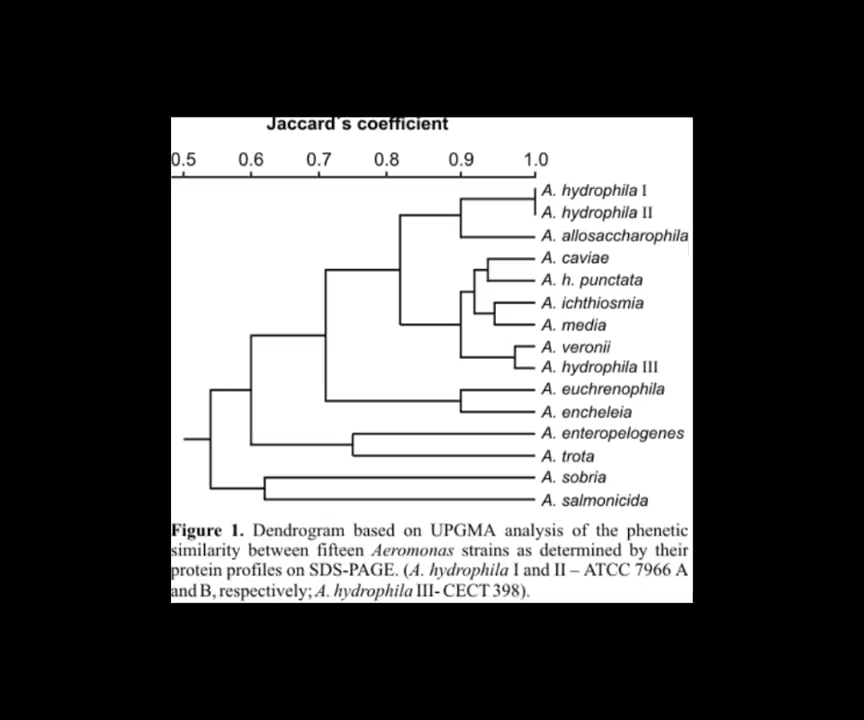 Jaccard´s coefficient
0.5 0.6 0.7 0.8 0.9 1.0
A. hydrophila I
A. hydrophila II
A. allosaccharophila
A. caviae
A. h. punctata
A. ichthiosmia
A. media
A. veronii
A. hydrophila III
A. euchrenophila
A. encheleia
A. enteropelogenes
A. trota
A. sobria
A. salmonicida
Figure 1. Dendrogram based on UPGMA analysis of the phenetic
similarity between fifteen Aeromonas strains as determined by their
protein profiles on SDS-PAGE. (A. hydrophila I and II – ATCC 7966 A
and B, respectively; A. hydrophila III- CECT 398).